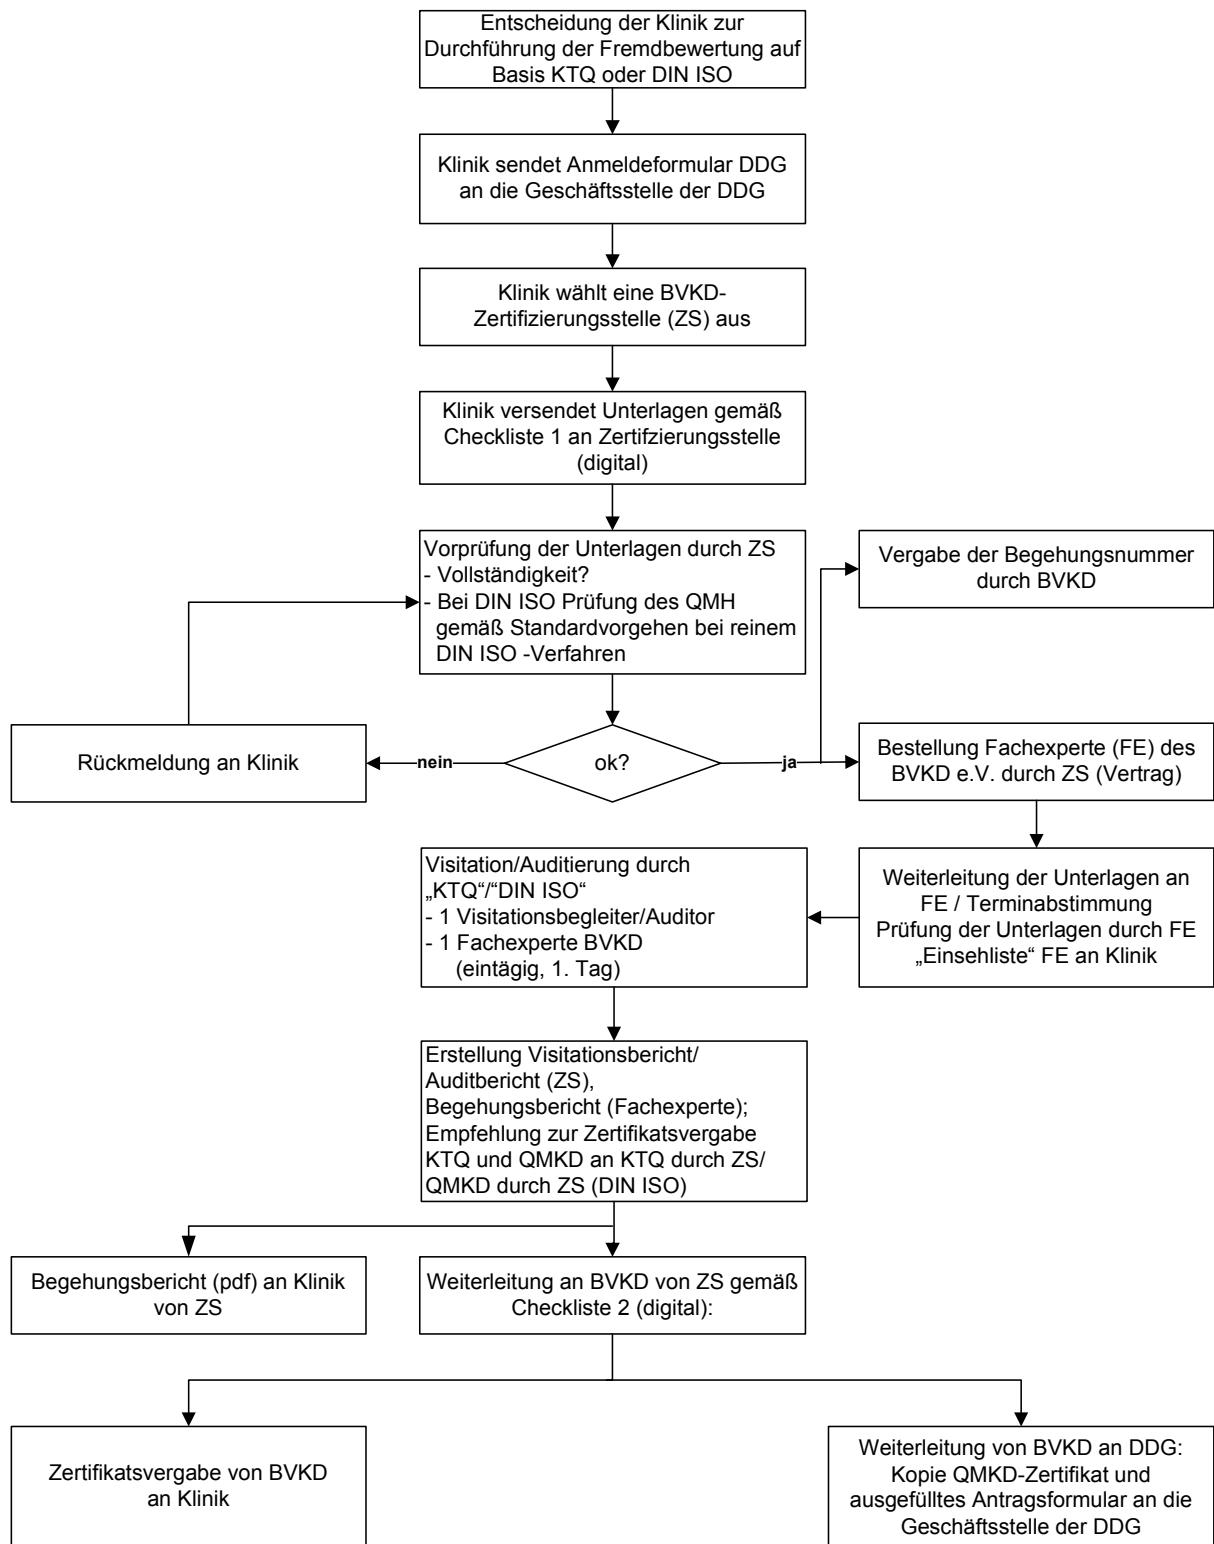 Entscheidung der Klinik zur
Durchführung der Fremdbewertung auf
Basis KTQ oder DIN ISO
Klinik sendet Anmeldeformular DDG
an die Geschäftsstelle der DDG
Klinik wählt eine BVKD-
Zertifizierungsstelle (ZS) aus
Klinik versendet Unterlagen gemäß
Checkliste 1 an Zertifzierungsstelle
(digital)
Vorprüfung der Unterlagen durch ZS
- Vollständigkeit?
- Bei DIN ISO Prüfung des QMH
gemäß Standardvorgehen bei reinem
DIN ISO -Verfahren
Vergabe der Begehungsnummer
durch BVKD
Rückmeldung an Klinik
nein
ok?
ja
Bestellung Fachexperte (FE) des
BVKD e.V. durch ZS (Vertrag)
Weiterleitung der Unterlagen an
FE / Terminabstimmung
Prüfung der Unterlagen durch FE
„Einsehliste“ FE an Klinik
Visitation/Auditierung durch
„KTQ“/“DIN ISO“
- 1 Visitationsbegleiter/Auditor
- 1 Fachexperte BVKD
(eintägig, 1. Tag)
Erstellung Visitationsbericht/
Auditbericht (ZS),
Begehungsbericht (Fachexperte);
Empfehlung zur Zertifikatsvergabe
KTQ und QMKD an KTQ durch ZS/
QMKD durch ZS (DIN ISO)
Begehungsbericht (pdf) an Klinik
von ZS
Weiterleitung an BVKD von ZS gemäß
Checkliste 2 (digital):
Zertifikatsvergabe von BVKD
an Klinik
Weiterleitung von BVKD an DDG:
Kopie QMKD-Zertifikat und
ausgefülltes Antragsformular an die
Geschäftsstelle der DDG